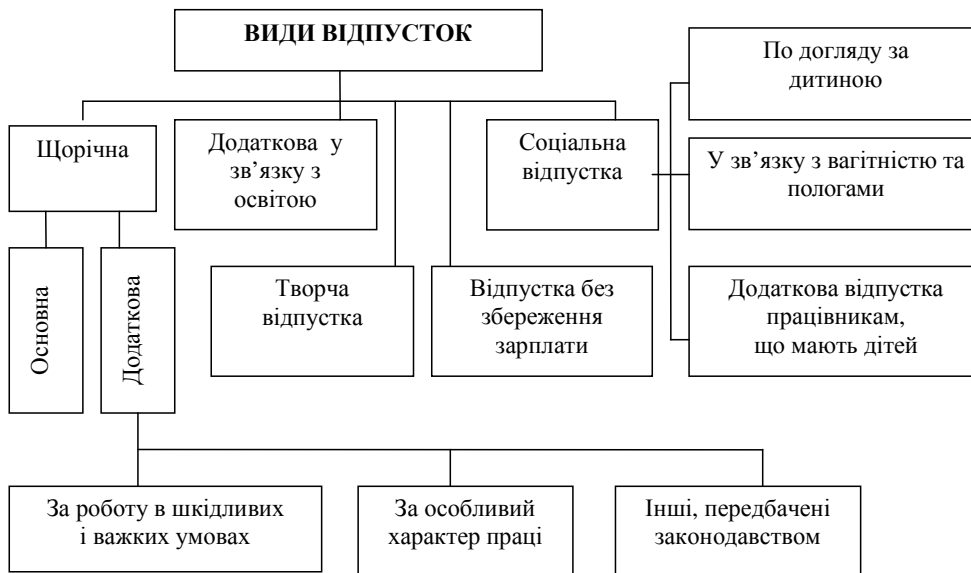 ВИДИ ВІДПУСТОК
Щорічна
Додаткова у
зв’язку з
освітою
Соціальна
відпустка
По догляду за
дитиною
У зв’язку з вагітністю та
пологами
Додаткова відпустка
працівникам,
що мають дітей
Основна
Додаткова
Творча
відпустка
Відпустка без
збереження
зарплати
За роботу в шкідливих
і важких умовах
За особливий
характер праці
Інші, передбачені
законодавством